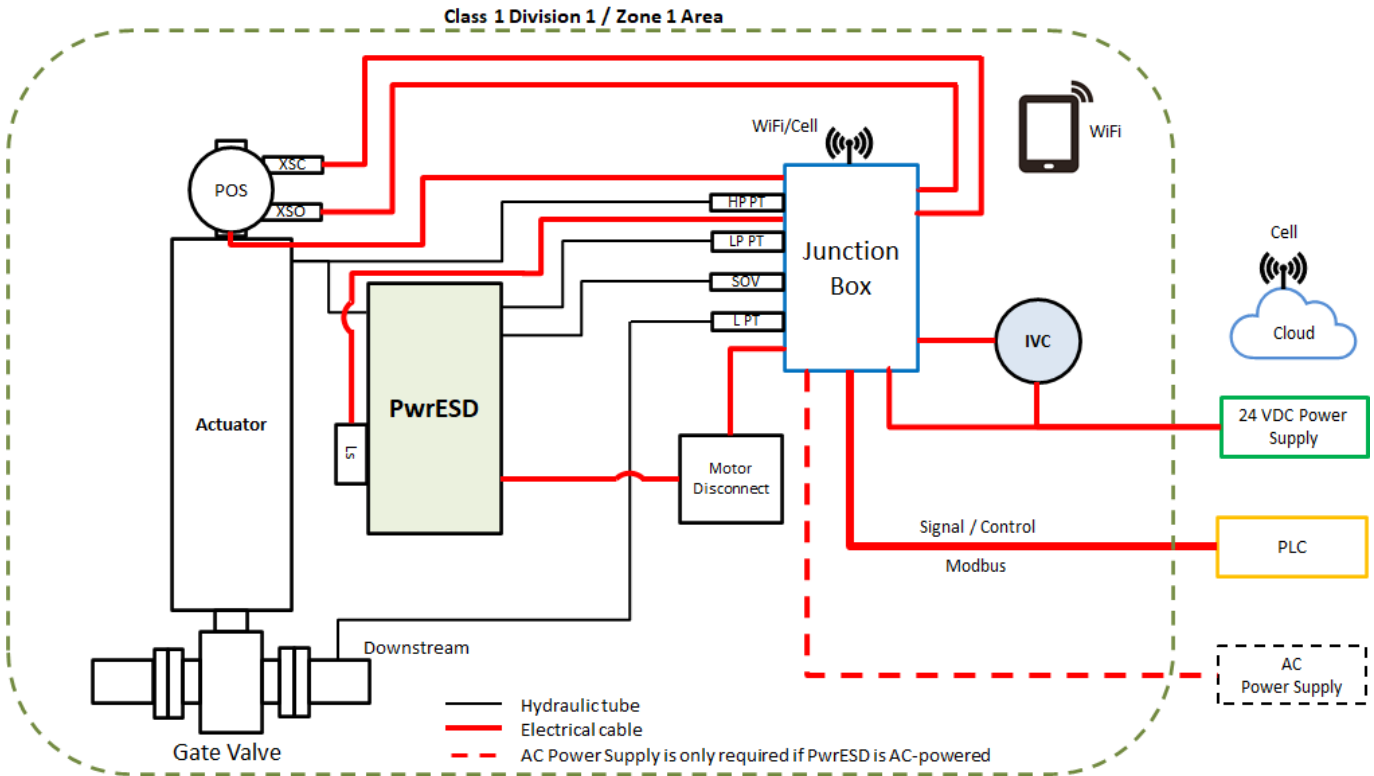 Class 1 Division 1 / Zone 1 Area
WiFi/Cell
WiFi
XSC
POS
XSO
HP PT
LP PT
SOV
L PT
Junction
Box
Cell
Cloud
IVC
Actuator
PwrESD
Ls
24 VDC Power
Supply
Motor
Disconnect
Signal / Control
Modbus
PLC
Downstream
AC
Power Supply
Gate Valve
Hydraulic tube
Electrical cable
AC Power Supply is only required if PwrESD is AC-powered